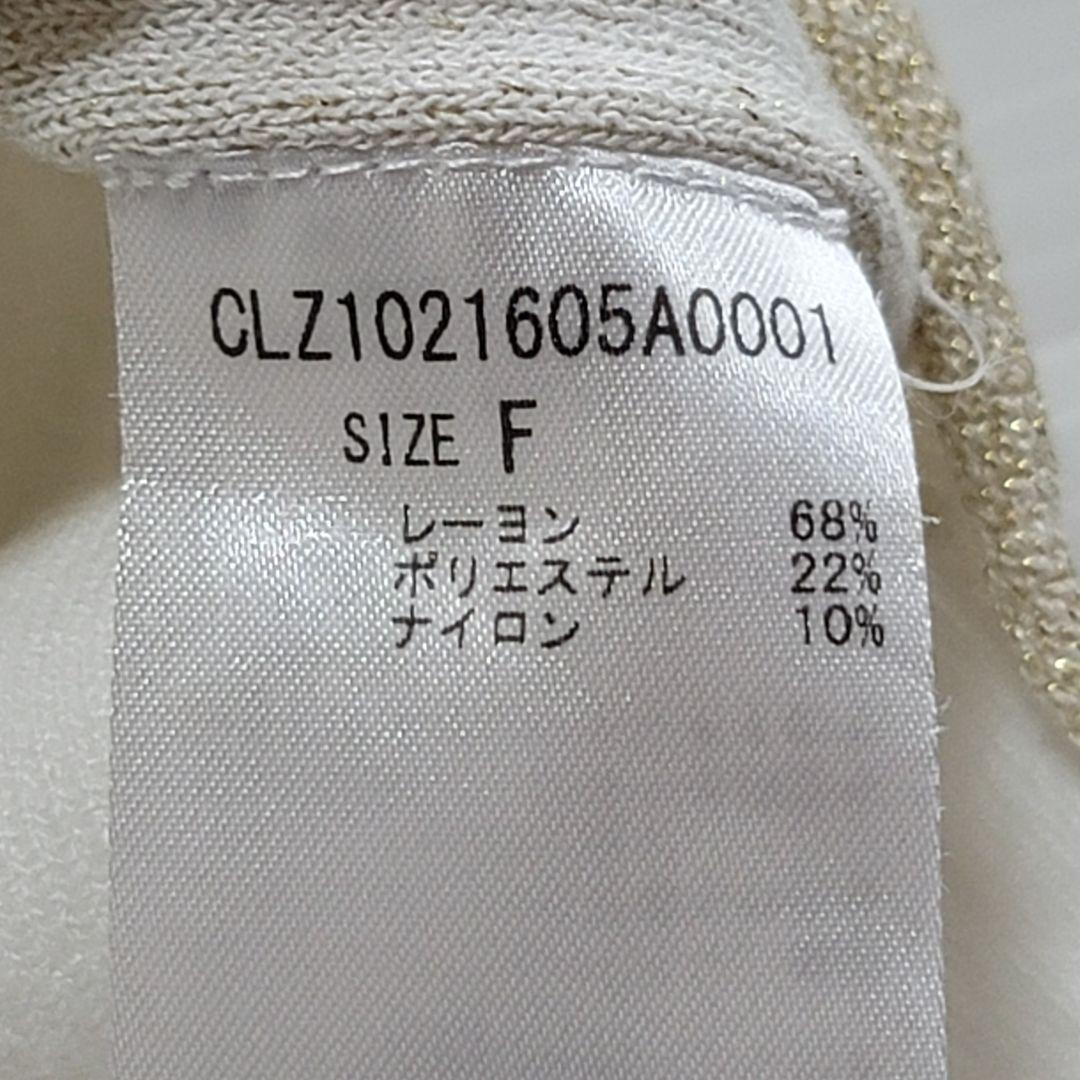 CLZ1021605A0001
SIZE F
レーヨン 68%
ポリエステル 22%
ナイロン 10%